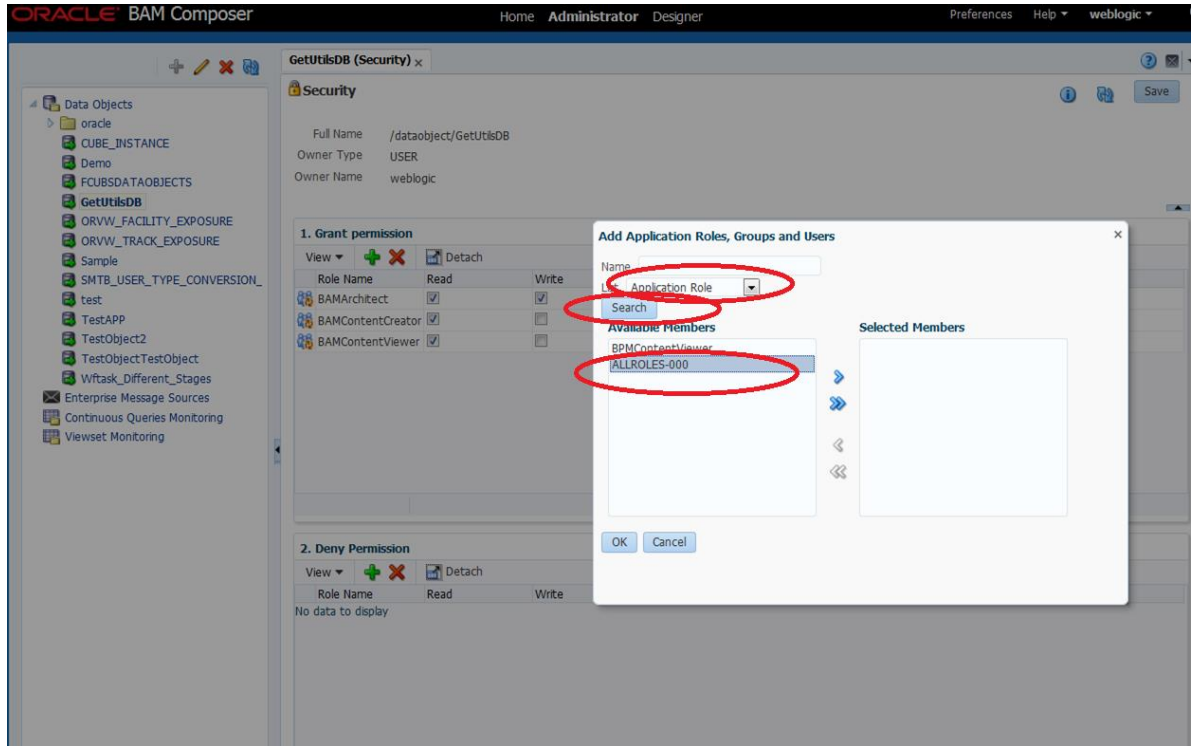 ORACLE BAM Composer
Home Administrator Designer
Preferences Help weblogic
Data Objects
oracle
CUBE_INSTANCE
Demo
FCUBSDATAOBJECTS
GetUtilsDB
ORVW_FACILITY_EXPOSURE
ORVW_TRACK_EXPOSURE
Sample
SMTB_USER_TYPE_CONVERSION_
test
TestAPP
TestObject2
TestObjectTestObject
Wftask_Different_Stages
Enterprise Message Sources
Continuous Queries Monitoring
Viewset Monitoring
GetUtilsDB (Security)
Security
Save
Full Name /dataobject/GetUtilsDB
Owner Type USER
Owner Name weblogic
1. Grant permission
View Detach
Role Name Read Write
BAMArchitect
BAMContentCreator
BAMContentViewer
2. Deny Permission
View Detach
Role Name Read Write
No data to display
Add Application Roles, Groups and Users
Name
List Application Role
Search
Available Members
BPMContentViewer
ALLROLES-000
Selected Members
OK Cancel